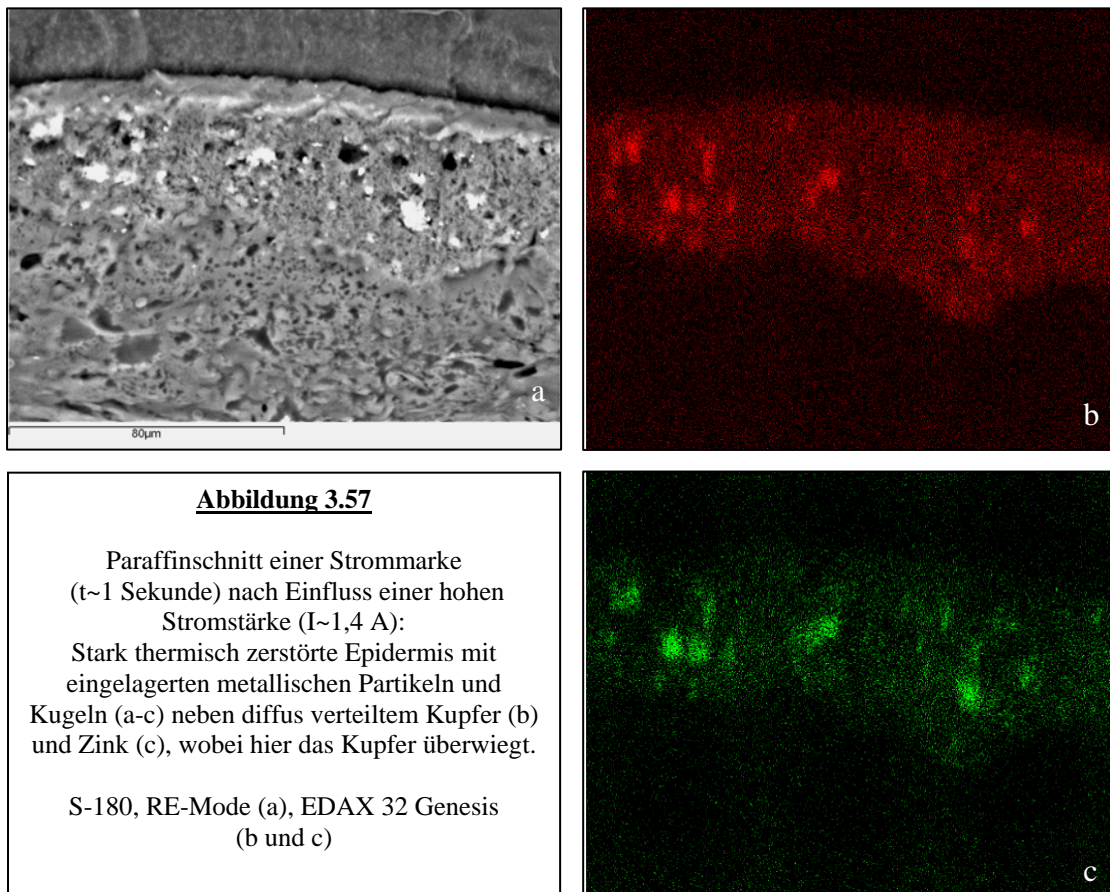 a
80µm
b
Abbildung 3.57
Paraffinschnitt einer Strommarke
(t~1 Sekunde) nach Einfluss einer hohen
Stromstärke (I~1,4 A):
Stark thermisch zerstörte Epidermis mit
eingelagerten metallischen Partikeln und
Kugeln (a-c) neben diffus verteiltem Kupfer (b)
und Zink (c), wobei hier das Kupfer überwiegt.
S-180, RE-Mode (a), EDAX 32 Genesis
(b und c)
c